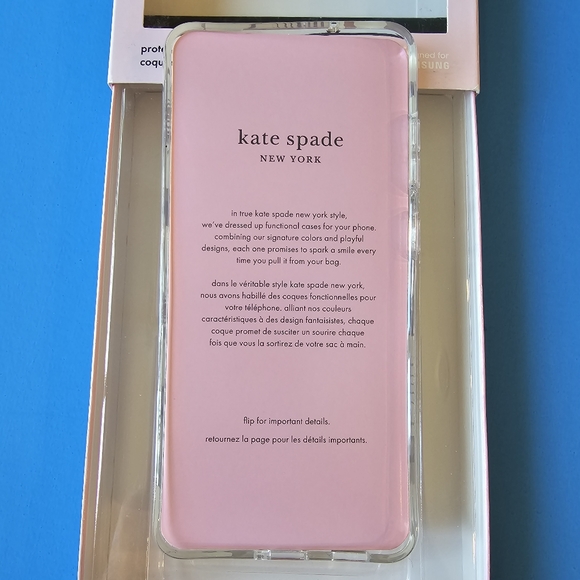 coqu
kate spade
NEW YORK
in true kate spade new york style,
we've dressed up functional cases for your phone.
combining our signature colors and playful
designs, each one promises to spark a smile every
time you pull it from your bag.
dans le véritable style kate spade new york,
nous avons habillé des coques fonctionnelles pour
votre téléphone. alliant nos couleurs
caractéristiques à des design fantaisistes, chaque
coque promet de susciter un sourire chaque
fois que vous la sortirez de votre sac à main.
flip for important details.
retournez la page pour les détails importants.